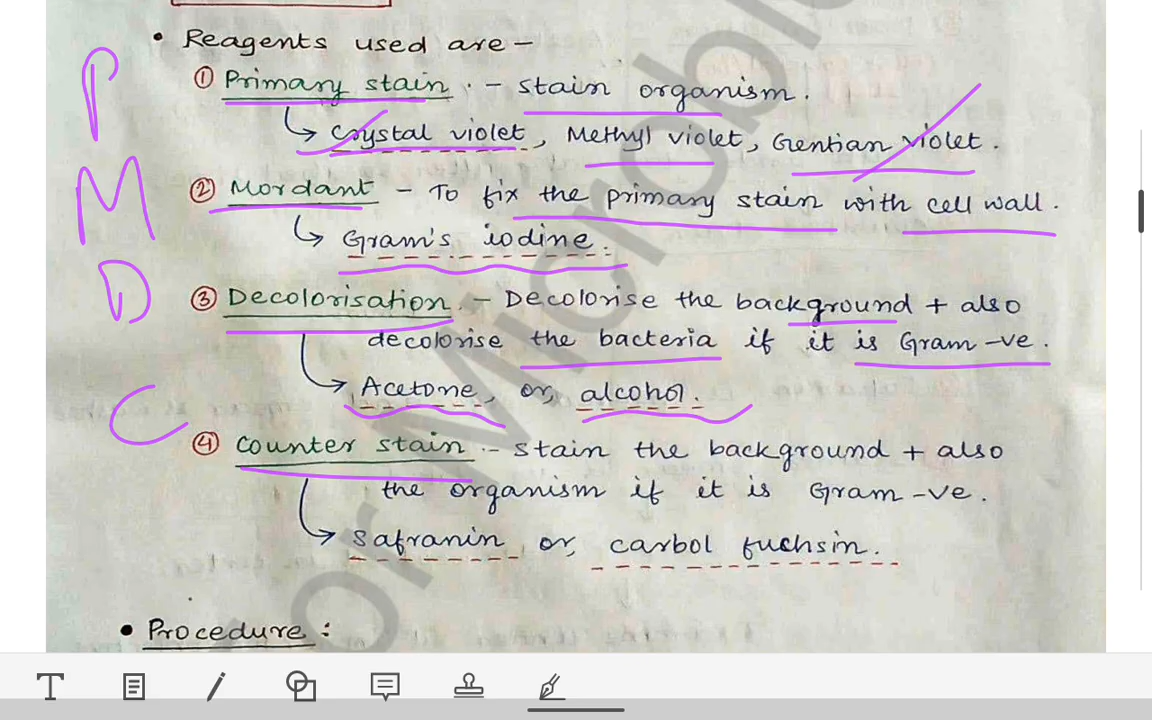 • Reagents used are –
P
① Primary stain. – stain organism.
↳ Crystal violet, Methyl violet, Gentian violet.
M
② Mordant – To fix the primary stain with cell wall.
↳ Gram's iodine.
D
③ Decolorisation – Decolorise the background + also
decolorise the bacteria if it is Gram -ve.
↳ Acetone, or, alcohol.
C
④ Counter stain – stain the background + also
the organism if it is Gram -ve.
↳ Safranin or, carbol fuchsin.
• Procedure :
or Microbio